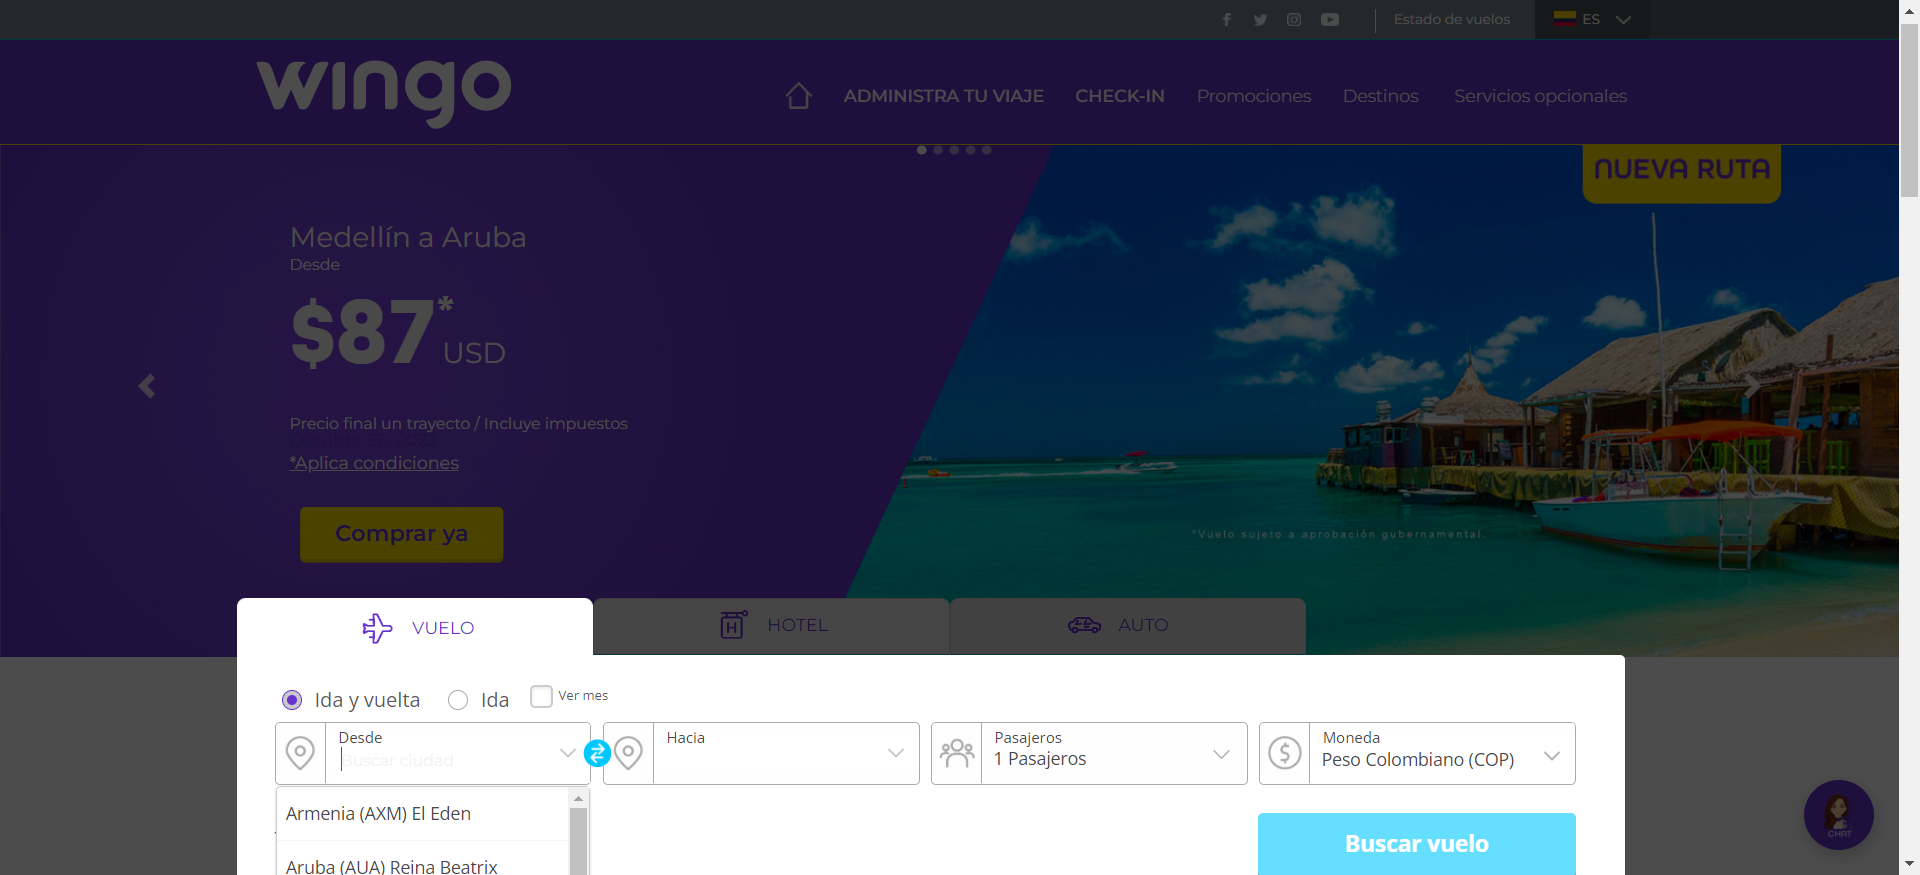 Estado de vuelos
ES
wingo
ADMINISTRA TU VIAJE
CHECK-IN
Promociones
Destinos
Servicios opcionales
NUEVA RUTA
Medellín a Aruba
Desde
$87*
USD
Precio final un trayecto / Incluye impuestos
Octubre 26, 2022
*Aplica condiciones
Comprar ya
*Vuelo sujeto a aprobación gubernamental.
VUELO
HOTEL
AUTO
Ida y vuelta
Ida
Ver mes
Desde
Buscar ciudad
Hacia
Pasajeros
1 Pasajeros
Moneda
Peso Colombiano (COP)
Armenia (AXM) El Eden
Aruba (AUA) Reina Beatrix
Buscar vuelo
CHAT